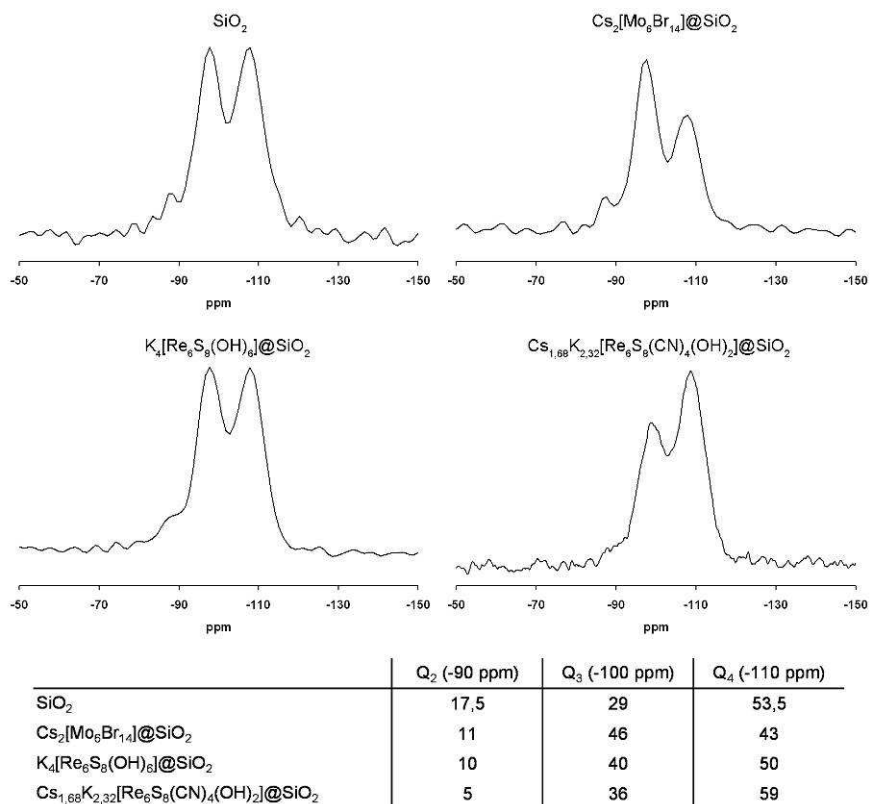 SiO₂
Cs₂[Mo₆Br₁₄]@SiO₂
-50 -70 -90 -110 -130 -150
ppm
-50 -70 -90 -110 -130 -150
ppm
K₄[Re₆S₈(OH)₆]@SiO₂
Cs₁,₆₈K₂,₃₂[Re₆S₈(CN)₄(OH)₂]@SiO₂
-50 -70 -90 -110 -130 -150
ppm
-50 -70 -90 -110 -130 -150
ppm
Q₂ (-90 ppm) Q₃ (-100 ppm) Q₄ (-110 ppm)
SiO₂ 17,5 29 53,5
Cs₂[Mo₆Br₁₄]@SiO₂ 11 46 43
K₄[Re₆S₈(OH)₆]@SiO₂ 10 40 50
Cs₁,₆₈K₂,₃₂[Re₆S₈(CN)₄(OH)₂]@SiO₂ 5 36 59